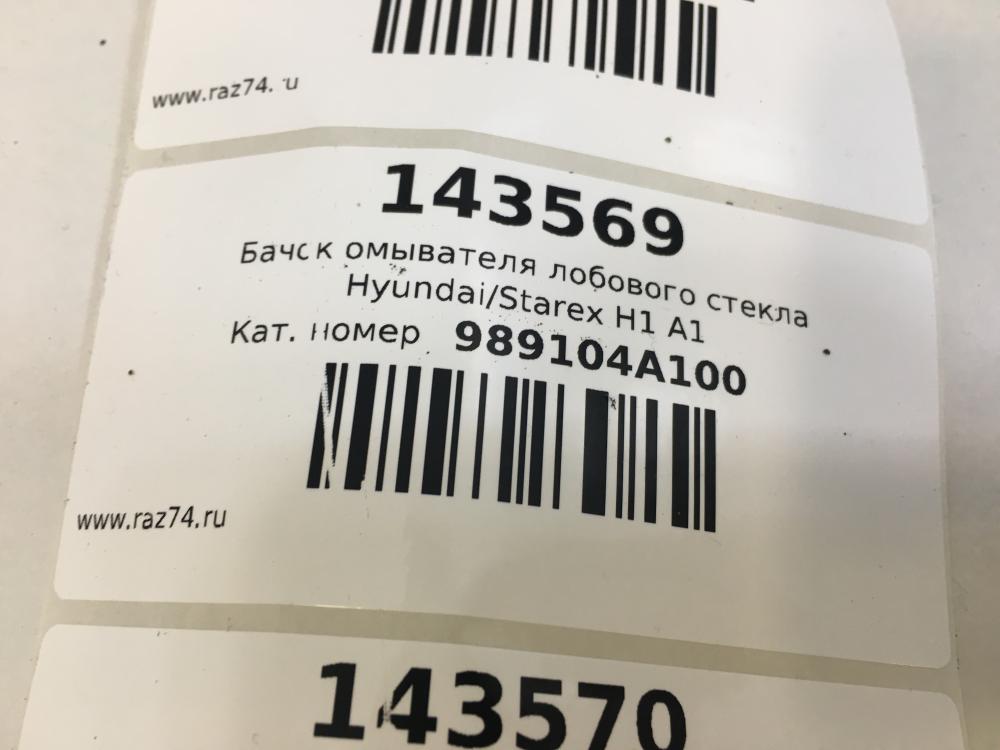 www.raz74.ru
143569
Бачок омывателя лобового стекла
Hyundai/Starex H1 A1
Кат. номер 989104A100
www.raz74.ru
143570